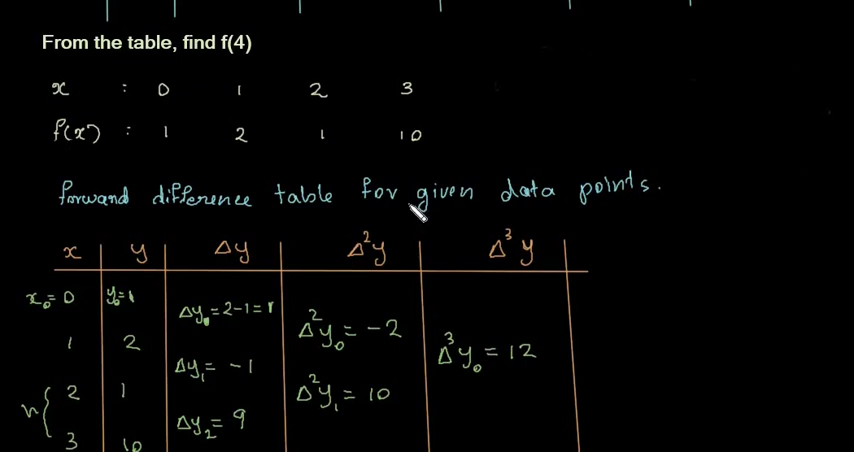 From the table, find f(4)
x : 0 1 2 3
f(x) : 1 2 1 10
forward difference table for given data points.
x y Δy Δ²y Δ³y
x₀=0 y₀=1
Δy₀=2-1=1
Δ²y₀=-2
1 2
Δ³y₀=12
Δy₁=-1
2 1
Δ²y₁=10
h
Δy₂=9
3 10